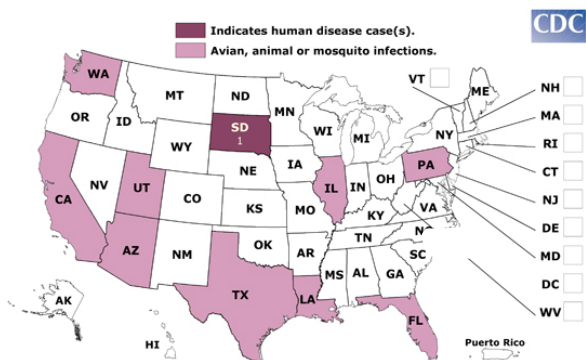 Indicates human disease case(s).
Avian, animal or mosquito infections.
CDC
WA
MT
ND
MN
VT
ME
NH
OR
ID
SD
1
WI
MI
NY
MA
WY
RI
IA
PA
CT
NE
NV
UT
IL
IN
OH
NJ
CA
CO
KS
MO
VA
DE
KY
MD
AZ
NM
OK
AR
TN
N
SC
DC
MS
AL
GA
WV
TX
LA
AK
FL
HI
Puerto Rico